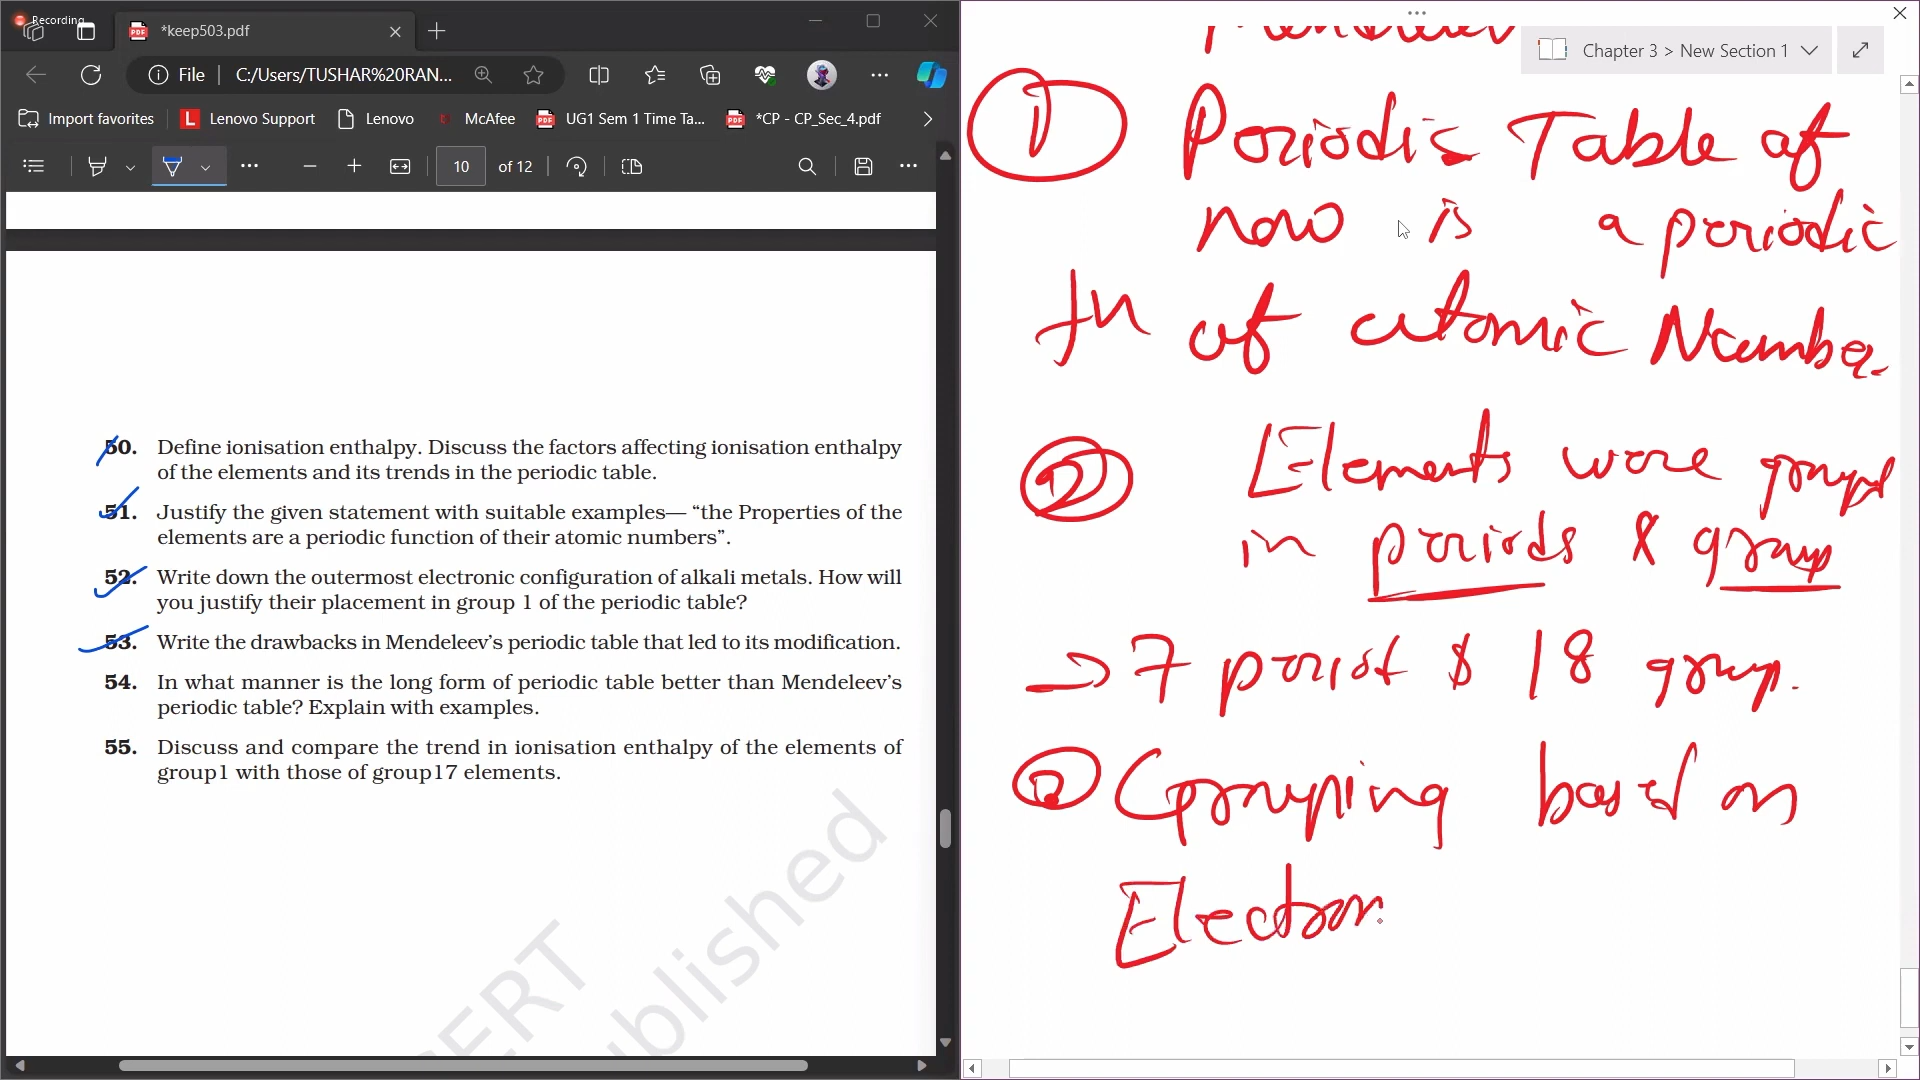 Recording
*keep503.pdf
File
C:/Users/TUSHAR%20RAN...
Import favorites
Lenovo Support
Lenovo
McAfee
UG1 Sem 1 Time Ta...
*CP - CP_Sec_4.pdf
10 of 12
50. Define ionisation enthalpy. Discuss the factors affecting ionisation enthalpy
of the elements and its trends in the periodic table.
51. Justify the given statement with suitable examples— “the Properties of the
elements are a periodic function of their atomic numbers”.
52. Write down the outermost electronic configuration of alkali metals. How will
you justify their placement in group 1 of the periodic table?
53. Write the drawbacks in Mendeleev’s periodic table that led to its modification.
54. In what manner is the long form of periodic table better than Mendeleev’s
periodic table? Explain with examples.
55. Discuss and compare the trend in ionisation enthalpy of the elements of
group1 with those of group17 elements.
ERT
ublished
Chapter 3 > New Section 1
① Periodic Table of
now is a periodic
fn of atomic Number
② Elements were grouped
in periods & group
→ 7 period & 18 group.
Grouping based on
Electron